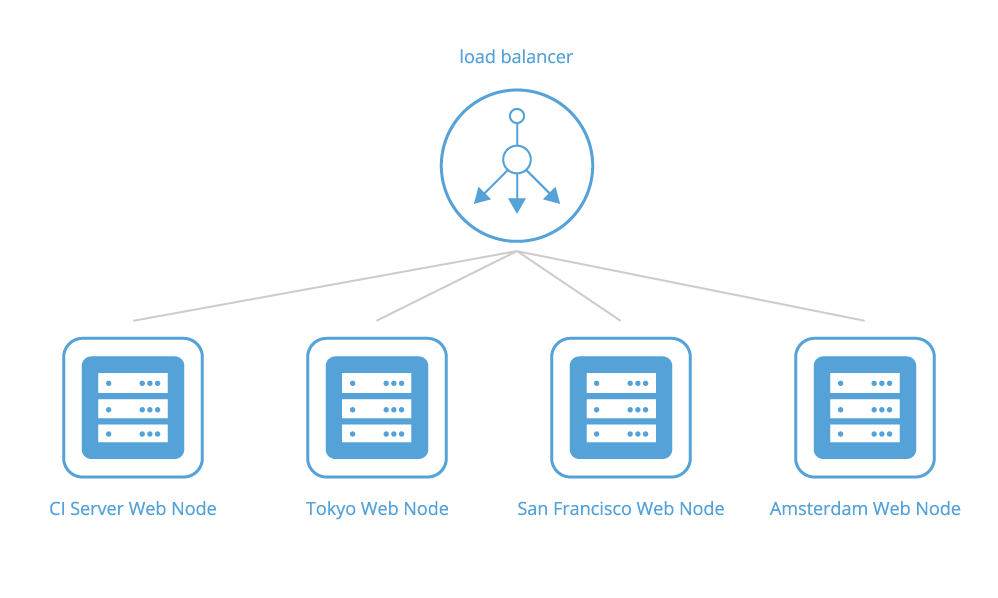 load balancer
CI Server Web Node
Tokyo Web Node
San Francisco Web Node
Amsterdam Web Node